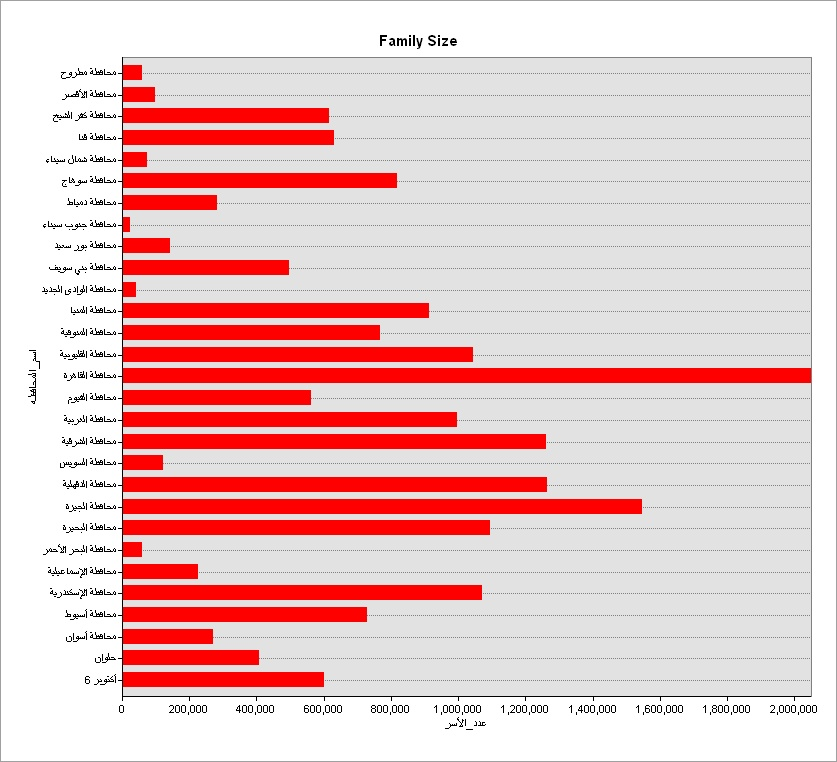 Family Size
محافظة مطروح
محافظة الأقصر
محافظة كفر الشيخ
محافظة قنا
محافظة شمال سيناء
محافظة سوهاج
محافظة دمياط
محافظة جنوب سيناء
محافظة بور سعيد
محافظة بني سويف
محافظة الوادى الجديد
محافظة المنيا
محافظة المنوفية
محافظة القليوبية
محافظة القاهرة
محافظة الفيوم
محافظة الغربية
محافظة الشرقية
محافظة السويس
محافظة الدقهلية
محافظة الجيزة
محافظة البحيرة
محافظة البحر الأحمر
محافظة الإسماعيلية
محافظة الإسكندرية
محافظة أسيوط
محافظة أسوان
حلوان
6 أكتوبر
اسم_المحافظه
0 200,000 400,000 600,000 800,000 1,000,000 1,200,000 1,400,000 1,600,000 1,800,000 2,000,000
عدد_الأسر